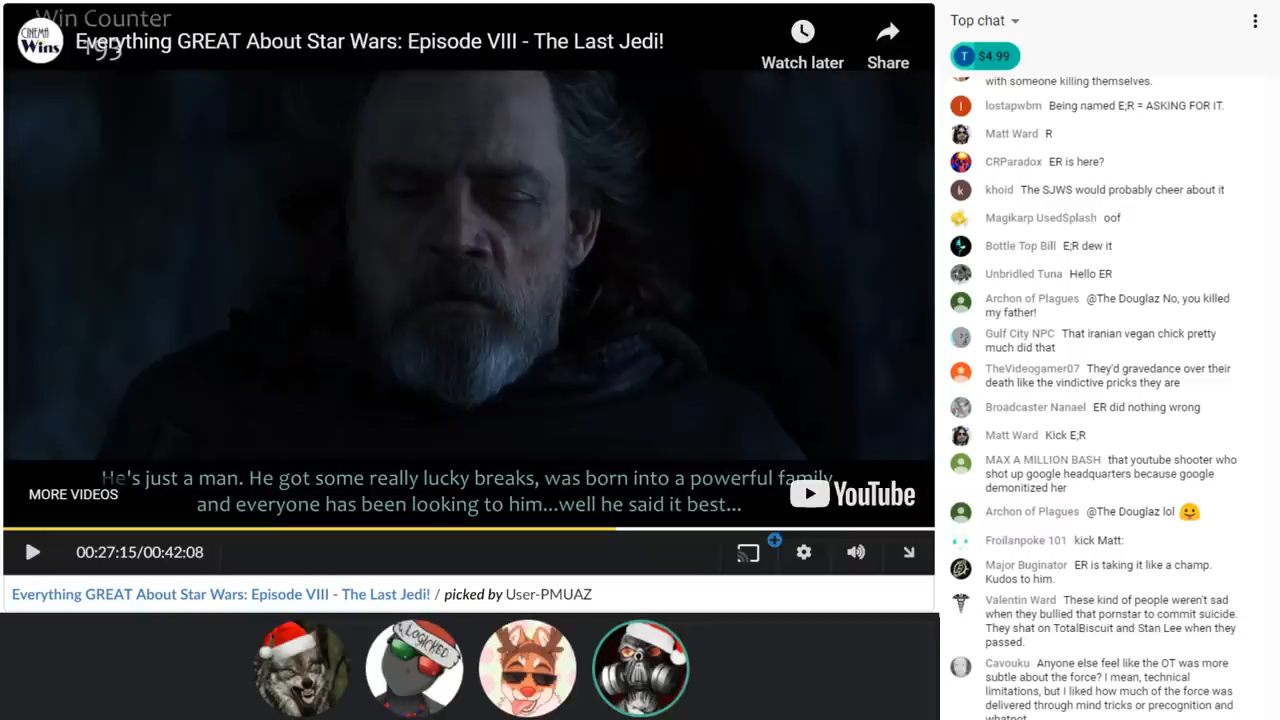 Win Counter
193
CINEMA
Wins
Everything GREAT About Star Wars: Episode VIII - The Last Jedi!
Watch later
Share
He's just a man. He got some really lucky breaks, was born into a powerful family
and everyone has been looking to him...well he said it best...
MORE VIDEOS
YouTube
00:27:15/00:42:08
Everything GREAT About Star Wars: Episode VIII - The Last Jedi! / picked by User-PMUAZ
LOGICKED
Top chat
T $4.99
with someone killing themselves.
l lostapwbm Being named E;R = ASKING FOR IT.
Matt Ward R
CRParadox ER is here?
k khoid The SJWS would probably cheer about it
Magikarp UsedSplash oof
Bottle Top Bill E;R dew it
Unbridled Tuna Hello ER
Archon of Plagues @The Douglaz No, you killed
my father!
Gulf City NPC That iranian vegan chick pretty
much did that
TheVideogamer07 They'd gravedance over their
death like the vindictive pricks they are
Broadcaster Nanael ER did nothing wrong
Matt Ward Kick E;R
MAX A MILLION BASH that youtube shooter who
shot up google headquarters because google
demonitized her
Archon of Plagues @The Douglaz lol
Froilanpoke 101 kick Matt:
Major Buginator ER is taking it like a champ.
Kudos to him.
Valentin Ward These kind of people weren't sad
when they bullied that pornstar to commit suicide.
They shat on TotalBiscuit and Stan Lee when they
passed.
Cavouku Anyone else feel like the OT was more
subtle about the force? I mean, technical
limitations, but I liked how much of the force was
delivered through mind tricks or precognition and
whatnot